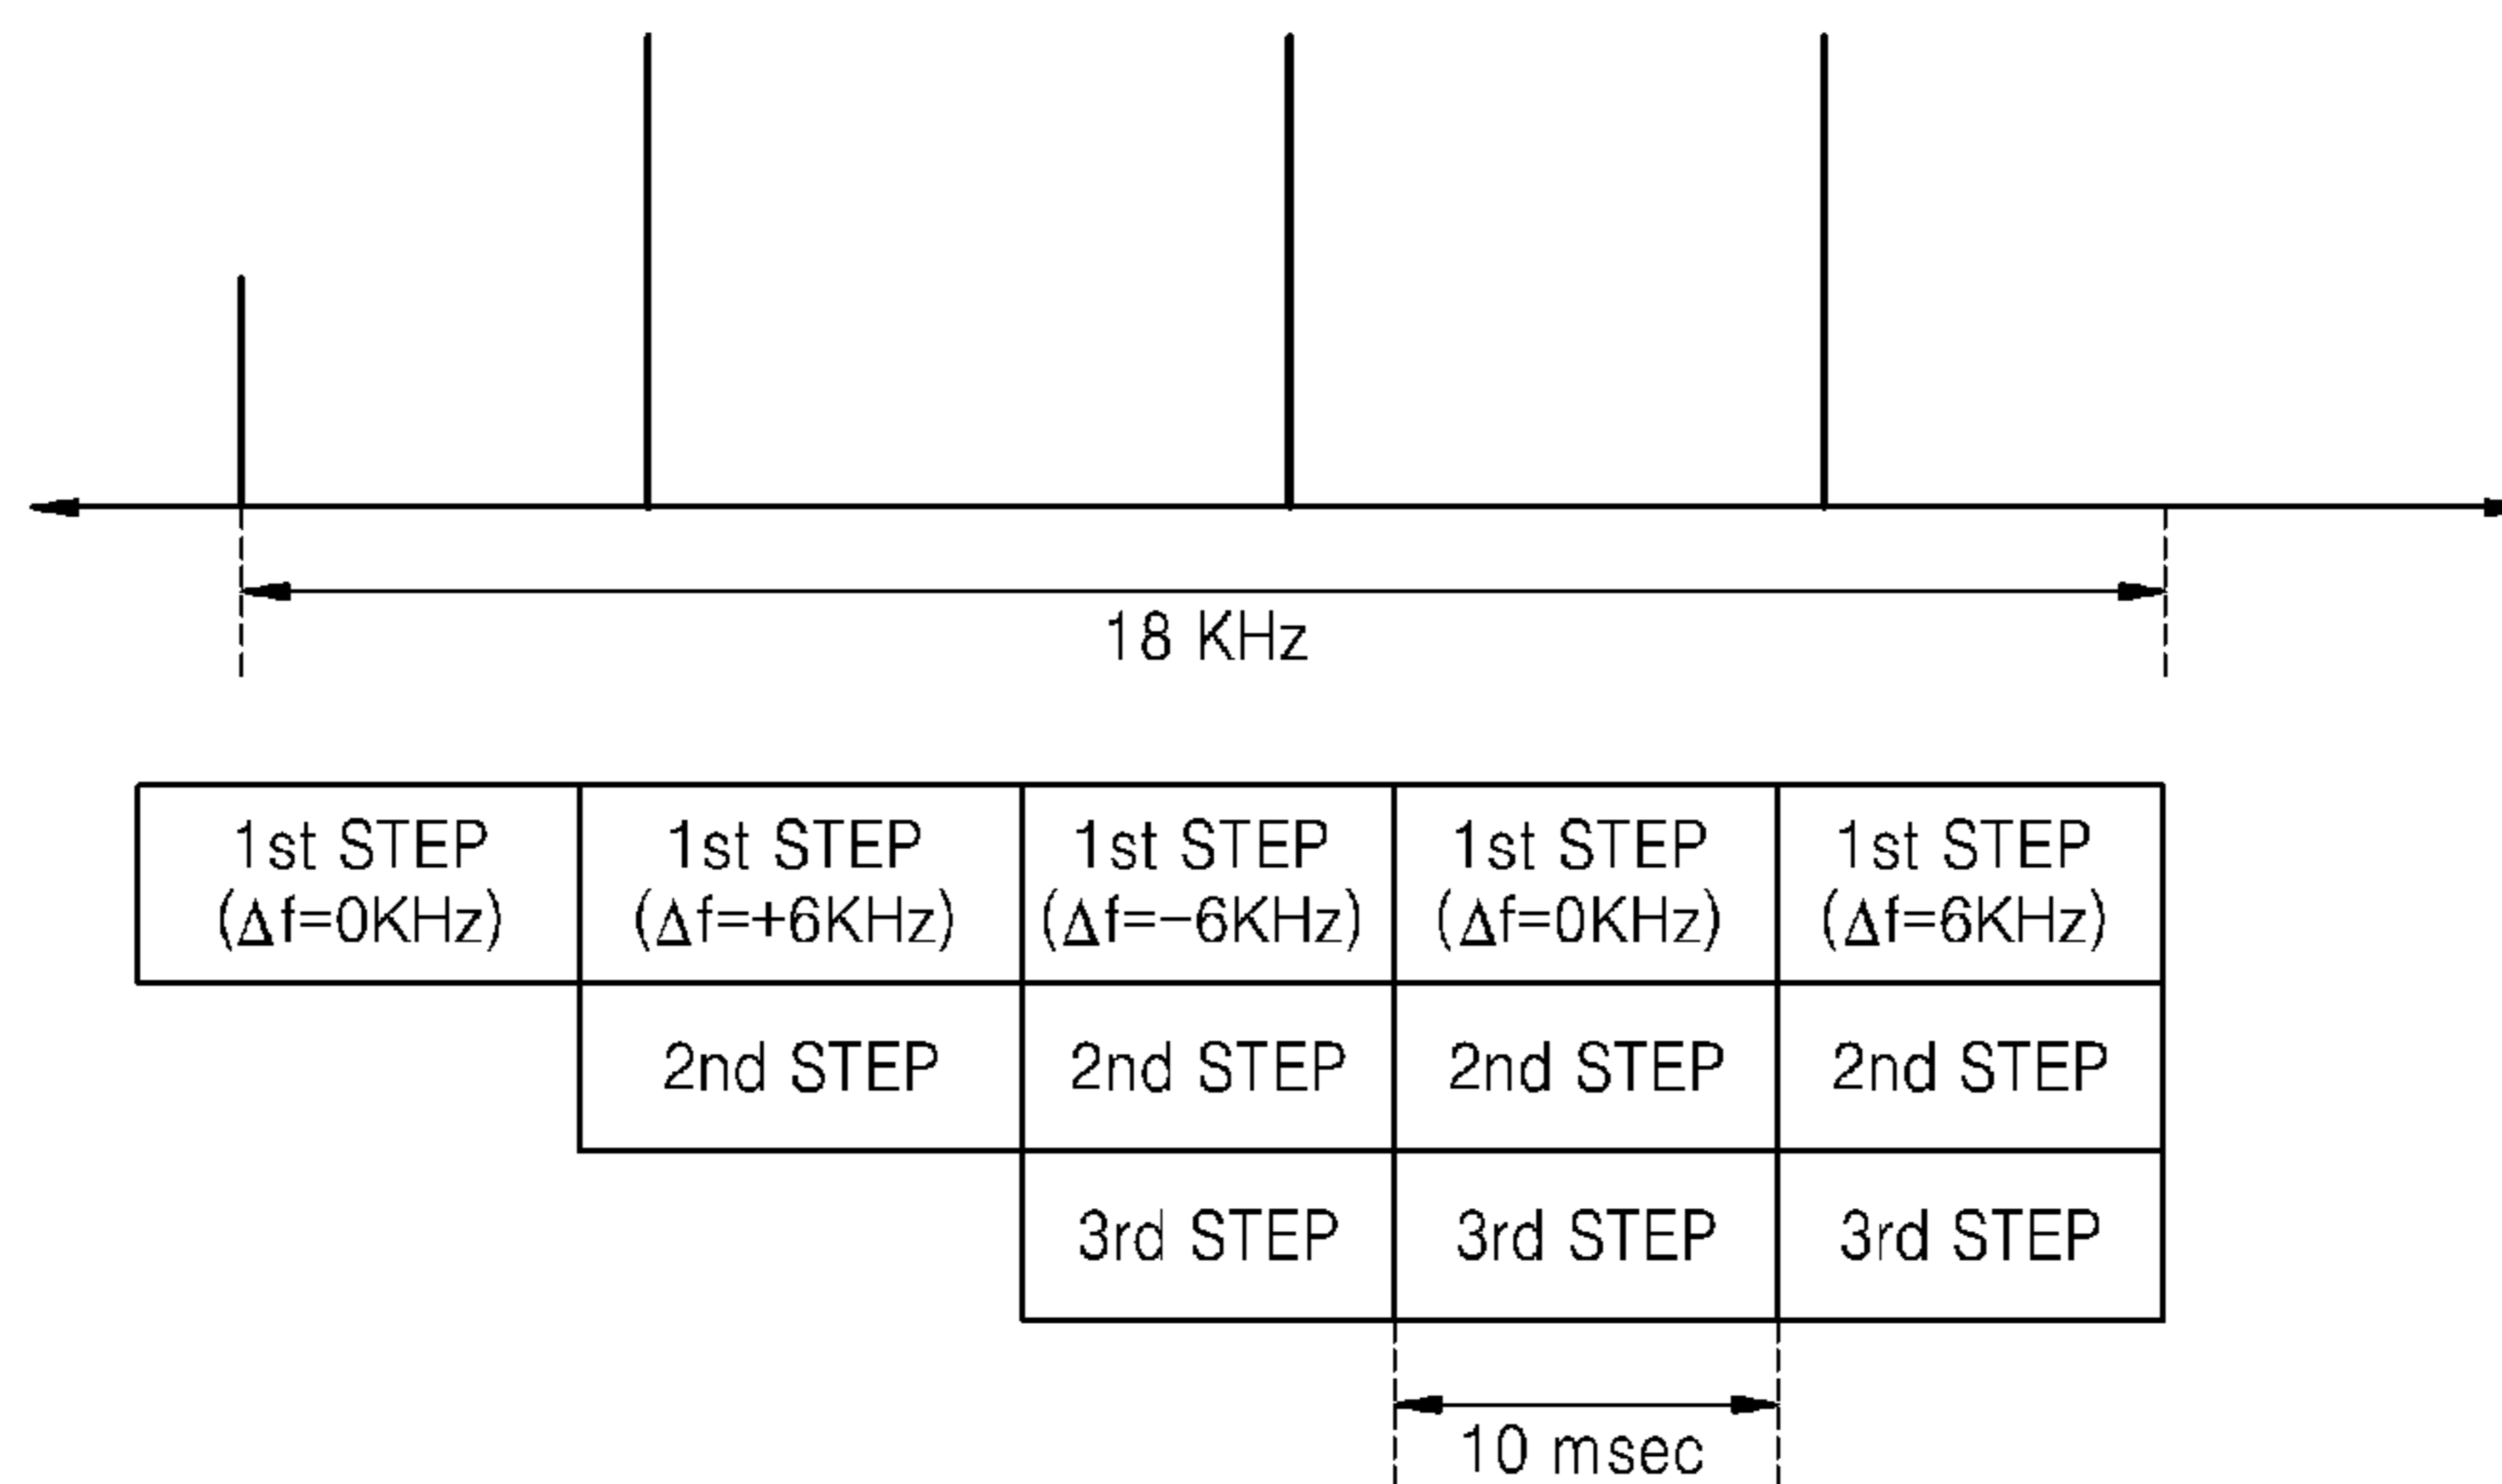 18 KHz
1st STEP
(Δf=0KHz)
1st STEP
(Δf=+6KHz)
1st STEP
(Δf=-6KHz)
1st STEP
(Δf=0KHz)
1st STEP
(Δf=6KHz)
2nd STEP
2nd STEP
2nd STEP
2nd STEP
3rd STEP
3rd STEP
3rd STEP
10 msec